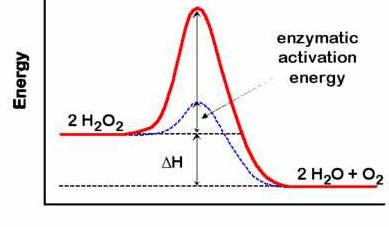 enzymatic
activation
energy
Energy
2 H₂O₂
ΔH
2 H₂O + O₂